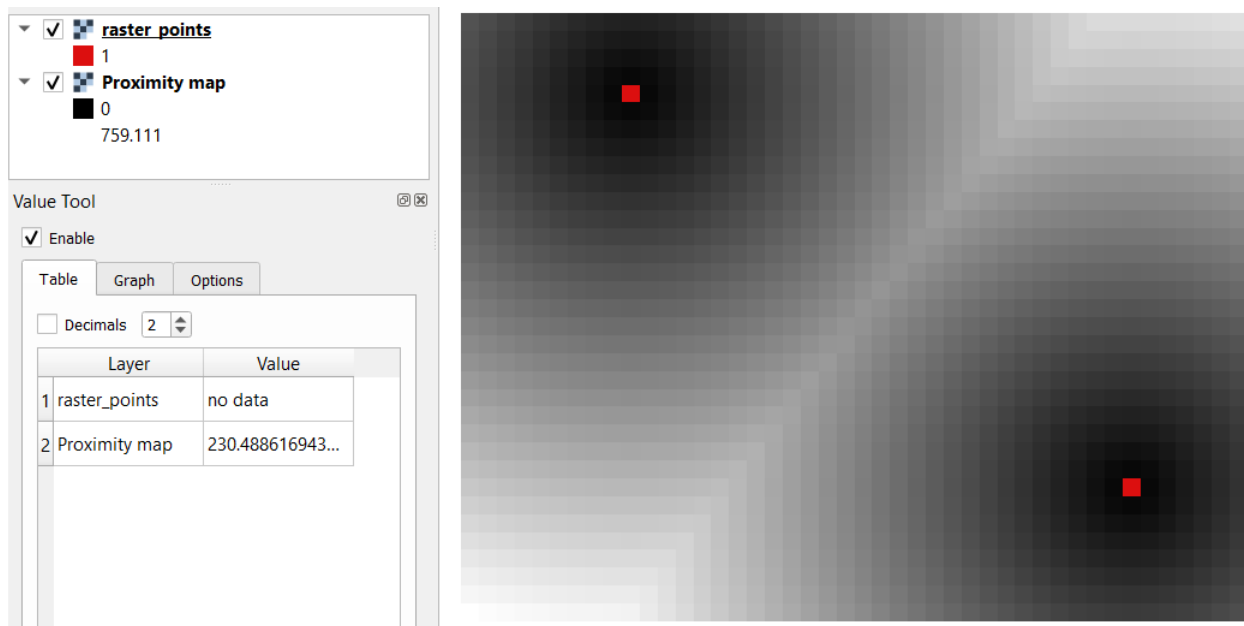 raster_points
1
Proximity map
0
759.111
Value Tool
Enable
Table Graph Options
Decimals 2
Layer Value
1 raster_points no data
2 Proximity map 230.488616943...